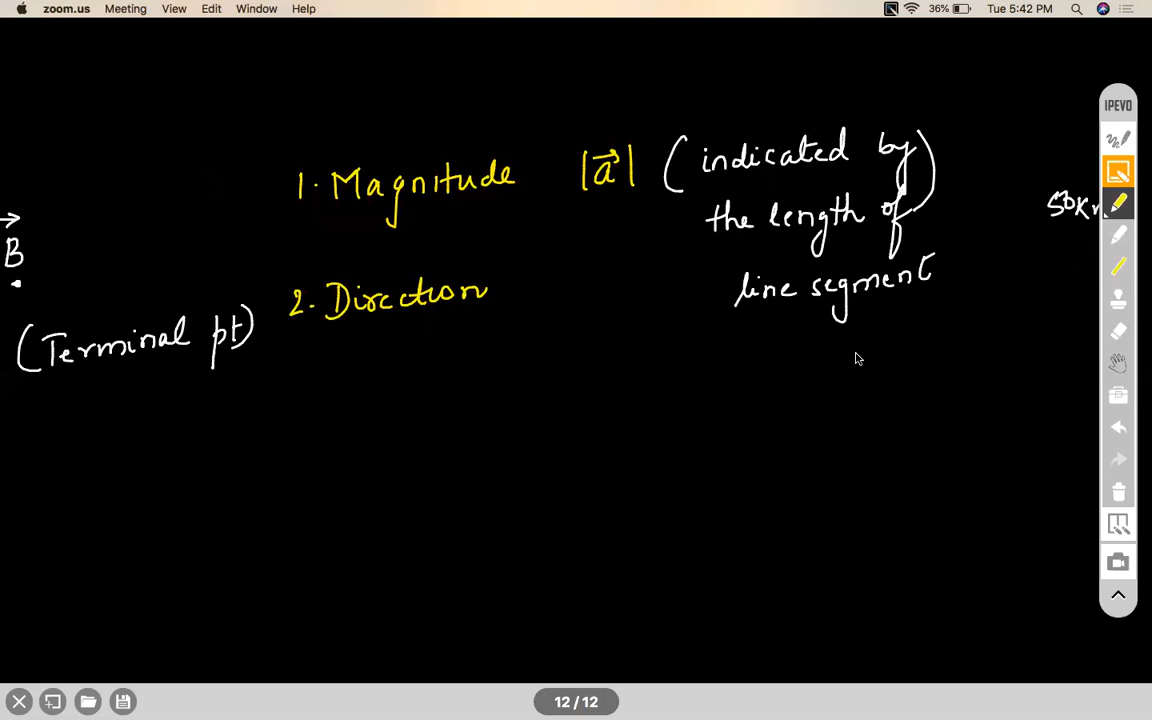 zoom.us Meeting View Edit Window Help 36% Tue 5:42 PM
IPEVO
1. Magnitude |a⃗| (indicated by)
the length of
line segment
B
2. Direction
(Terminal pt)
12 / 12